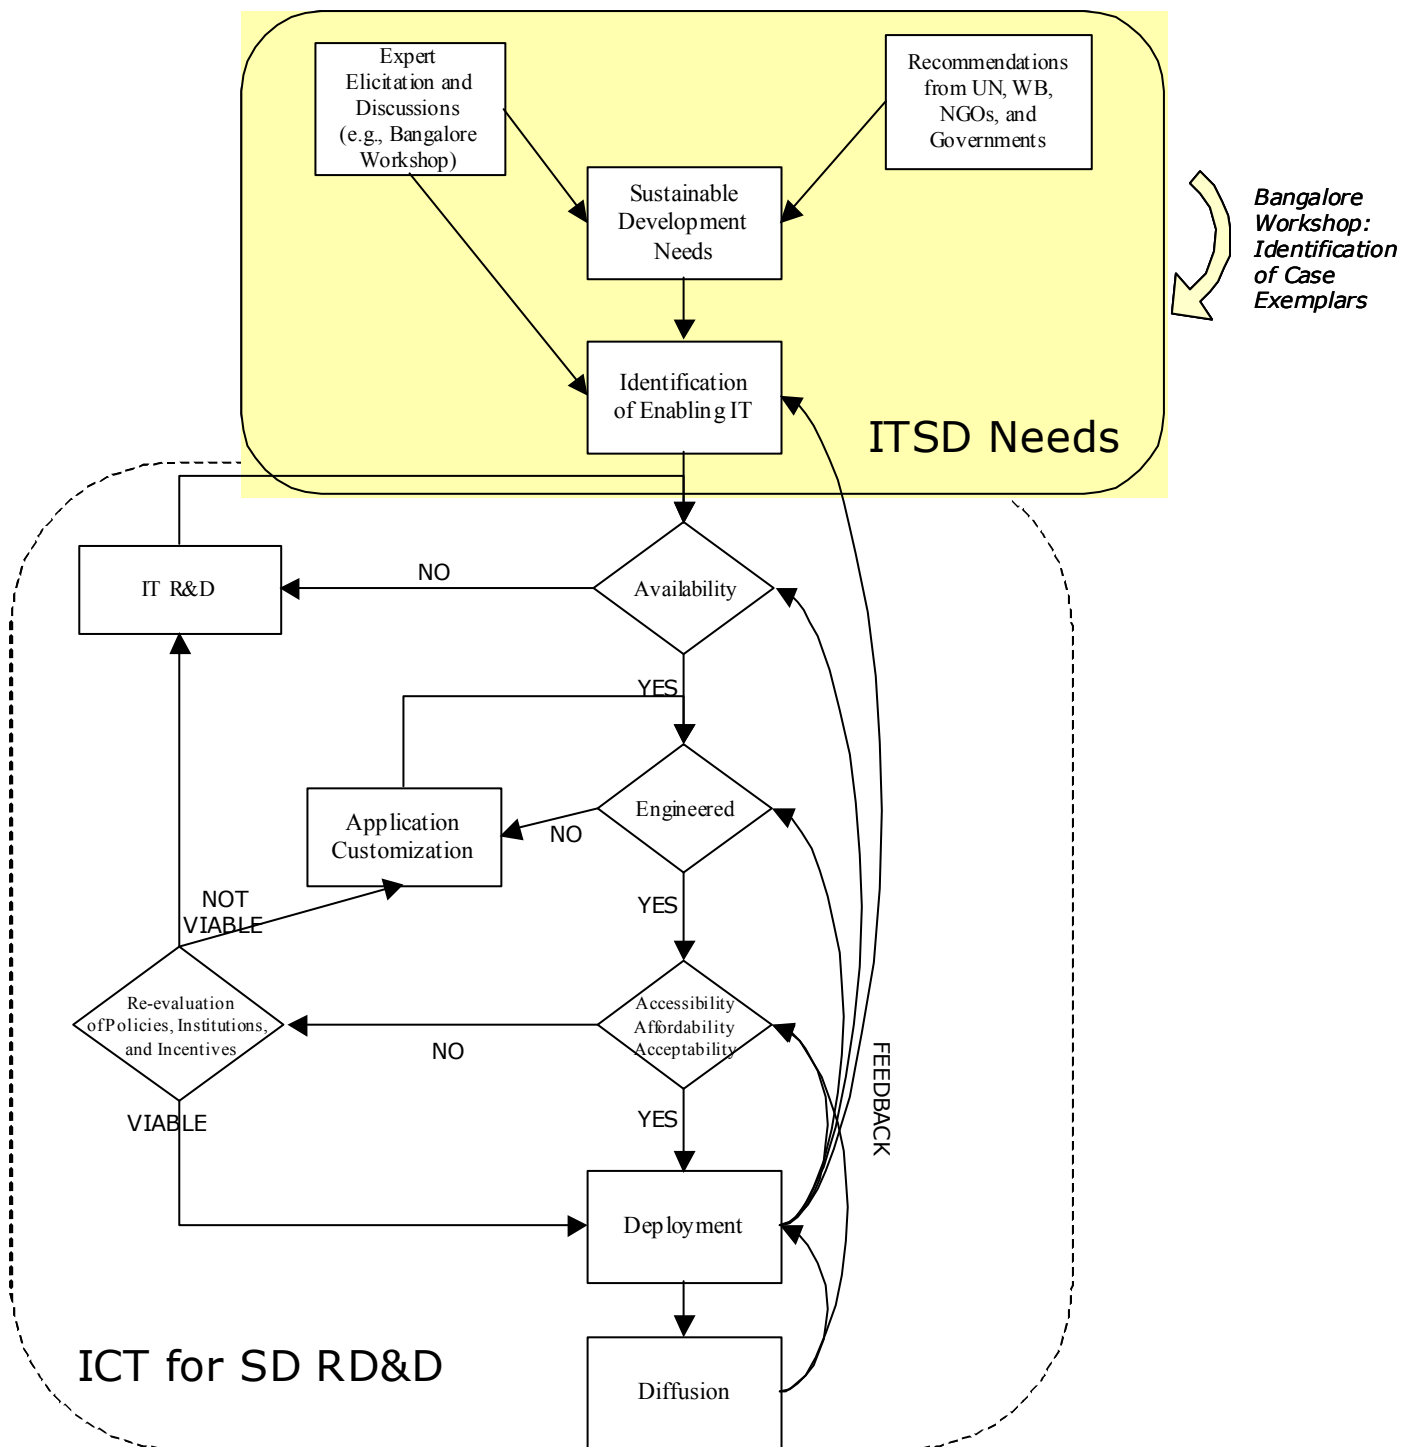 Expert
Elicitation and
Discussions
(e.g., Bangalore
Workshop)
Recommendations
from UN, WB,
NGOs, and
Governments
Sustainable
Development
Needs
Bangalore
Workshop:
Identification
of Case
Exemplars
Identification
of Enabling IT
ITSD Needs
IT R&D
NO
Availability
YES
Application
Customization
NO
Engineered
NOT
VIABLE
YES
Re-evaluation
of Policies, Institutions,
and Incentives
NO
Accessibility
Affordability
Acceptability
FEEDBACK
VIABLE
YES
Deployment
ICT for SD RD&D
Diffusion